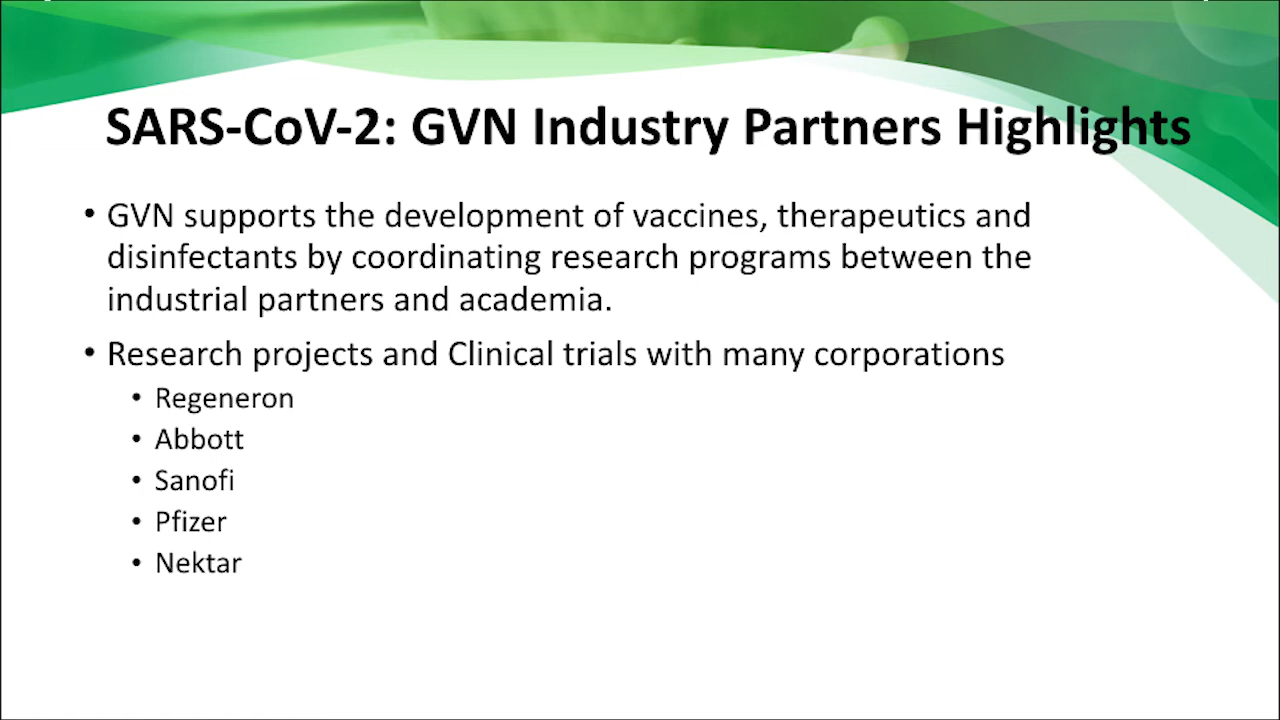 SARS-CoV-2: GVN Industry Partners Highlights
• GVN supports the development of vaccines, therapeutics and
disinfectants by coordinating research programs between the
industrial partners and academia.
• Research projects and Clinical trials with many corporations
• Regeneron
• Abbott
• Sanofi
• Pfizer
• Nektar